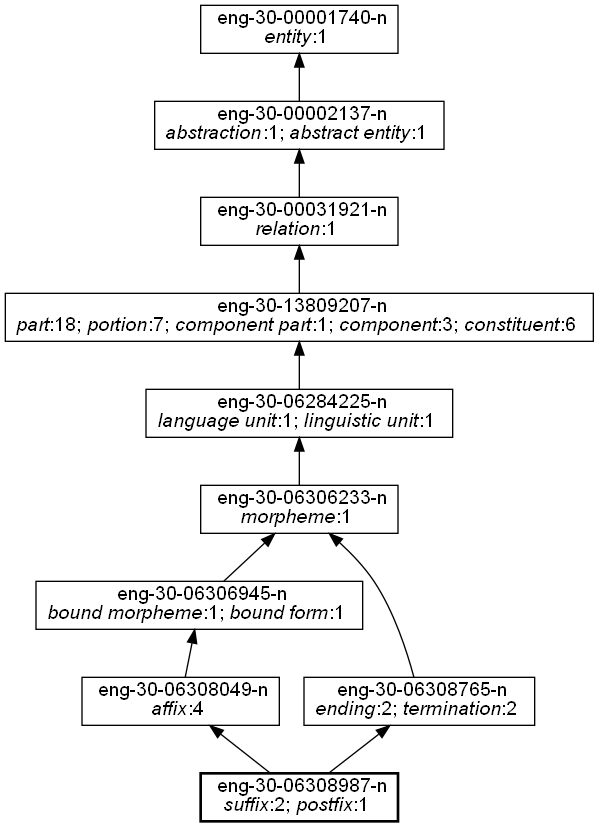 eng-30-00001740-n
entity:1
eng-30-00002137-n
abstraction:1; abstract entity:1
eng-30-00031921-n
relation:1
eng-30-13809207-n
part:18; portion:7; component part:1; component:3; constituent:6
eng-30-06284225-n
language unit:1; linguistic unit:1
eng-30-06306233-n
morpheme:1
eng-30-06306945-n
bound morpheme:1; bound form:1
eng-30-06308049-n
affix:4
eng-30-06308765-n
ending:2; termination:2
eng-30-06308987-n
suffix:2; postfix:1